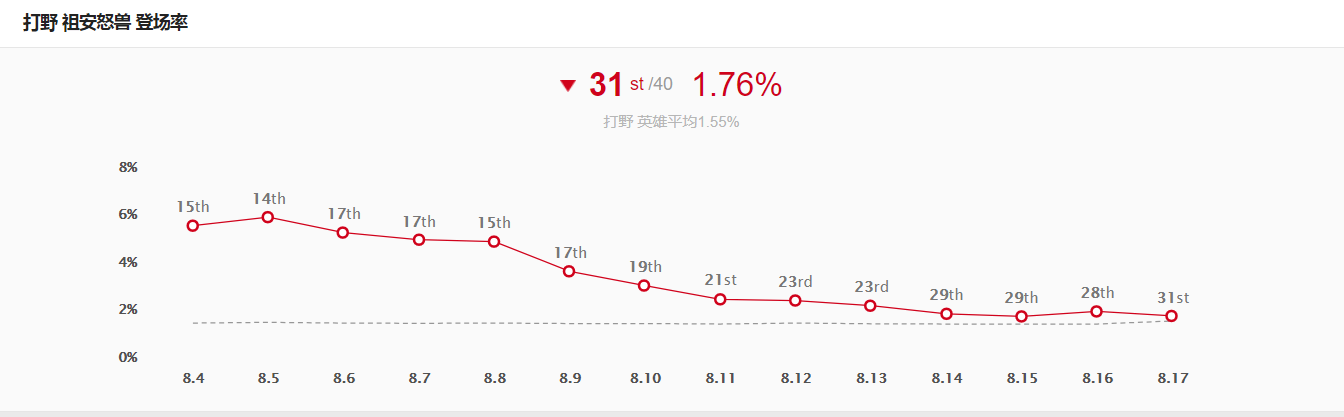 打野 祖安怒兽 登场率
31 st /40 1.76%
打野 英雄平均1.55%
8%
6%
4%
2%
0%
15th 14th 17th 17th 15th 17th 19th 21st 23rd 23rd 29th 29th 28th 31st
8.4 8.5 8.6 8.7 8.8 8.9 8.10 8.11 8.12 8.13 8.14 8.15 8.16 8.17